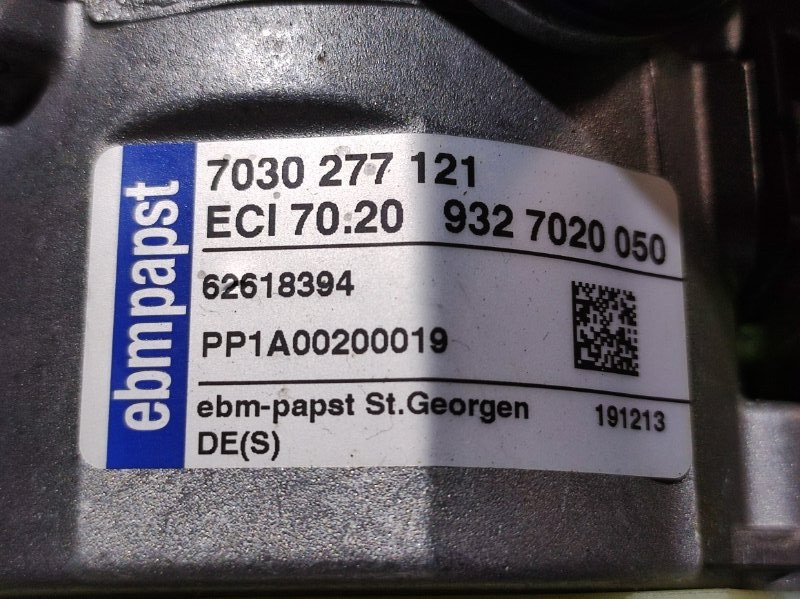 ebmpapst
7030 277 121
ECI 70.20 932 7020 050
62618394
PP1A00200019
ebm-papst St.Georgen 191213
DE(S)